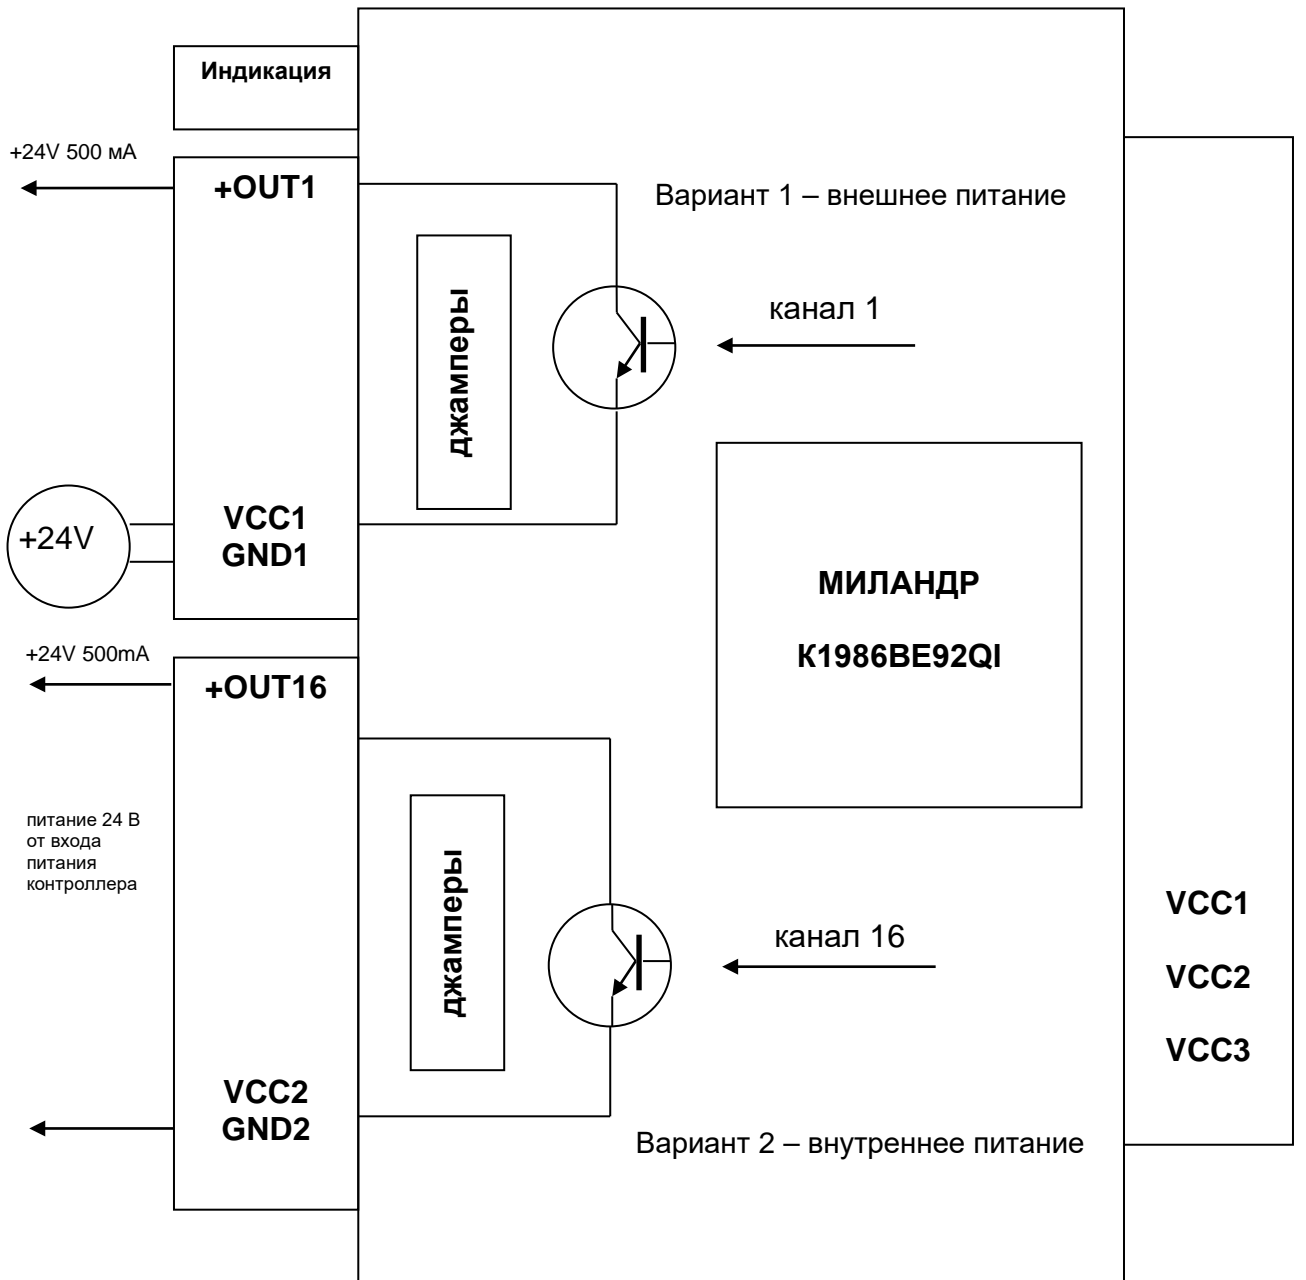 Индикация
+24V 500 мА
+OUT1
Вариант 1 – внешнее питание
джамперы
канал 1
+24V
VCC1
GND1
МИЛАНДР
К1986ВЕ92QI
+24V 500mA
+OUT16
питание 24 В
от входа
питания
контроллера
джамперы
канал 16
VCC1
VCC2
VCC3
VCC2
GND2
Вариант 2 – внутреннее питание